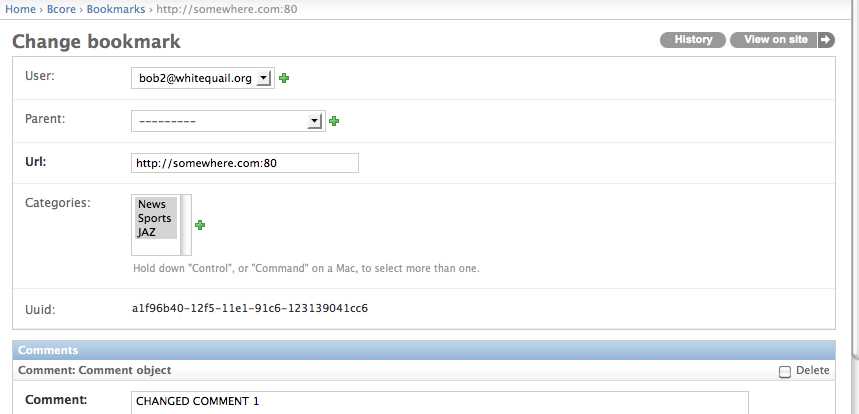 Home › Bcore › Bookmarks › http://somewhere.com:80
Change bookmark
History
View on site
User:
bob2@whitequail.org
Parent:
---------
Url:
http://somewhere.com:80
Categories:
News
Sports
JAZ
Hold down "Control", or "Command" on a Mac, to select more than one.
Uuid:
a1f96b40-12f5-11e1-91c6-123139041cc6
Comments
Comment: Comment object
Delete
Comment:
CHANGED COMMENT 1